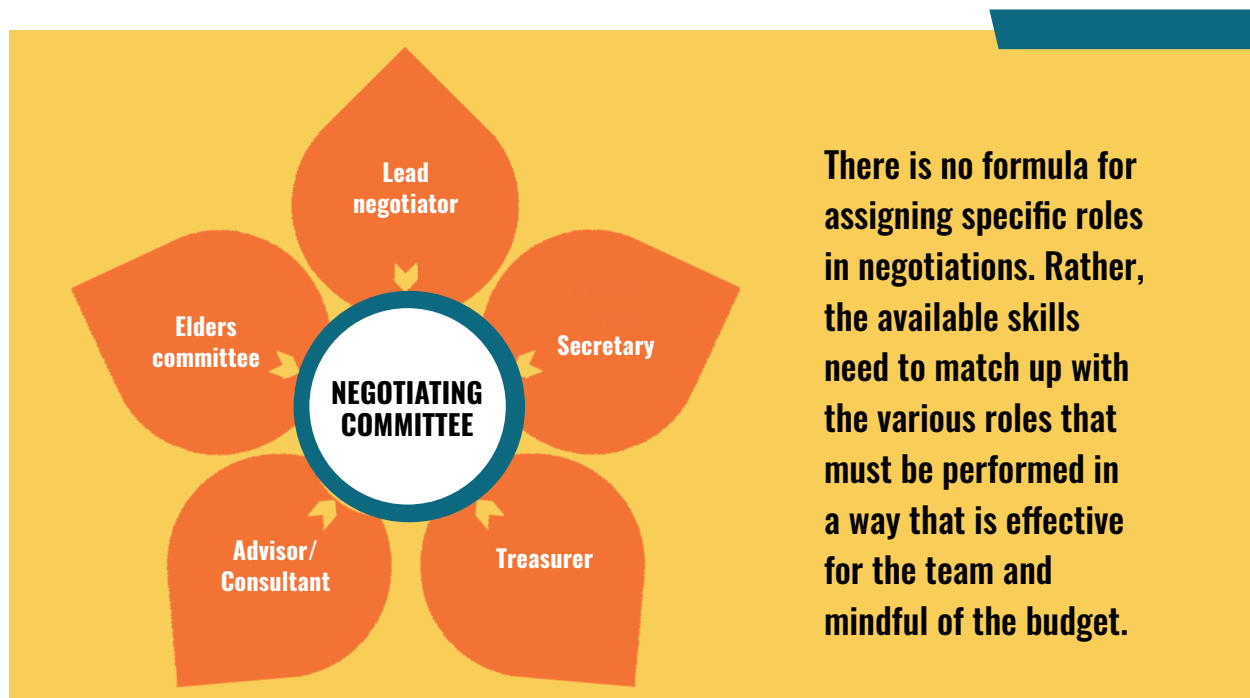 Lead
negotiator
Elders
committee
Secretary
NEGOTIATING
COMMITTEE
Advisor/
Consultant
Treasurer
There is no formula for
assigning specific roles
in negotiations. Rather,
the available skills
need to match up with
the various roles that
must be performed in
a way that is effective
for the team and
mindful of the budget.